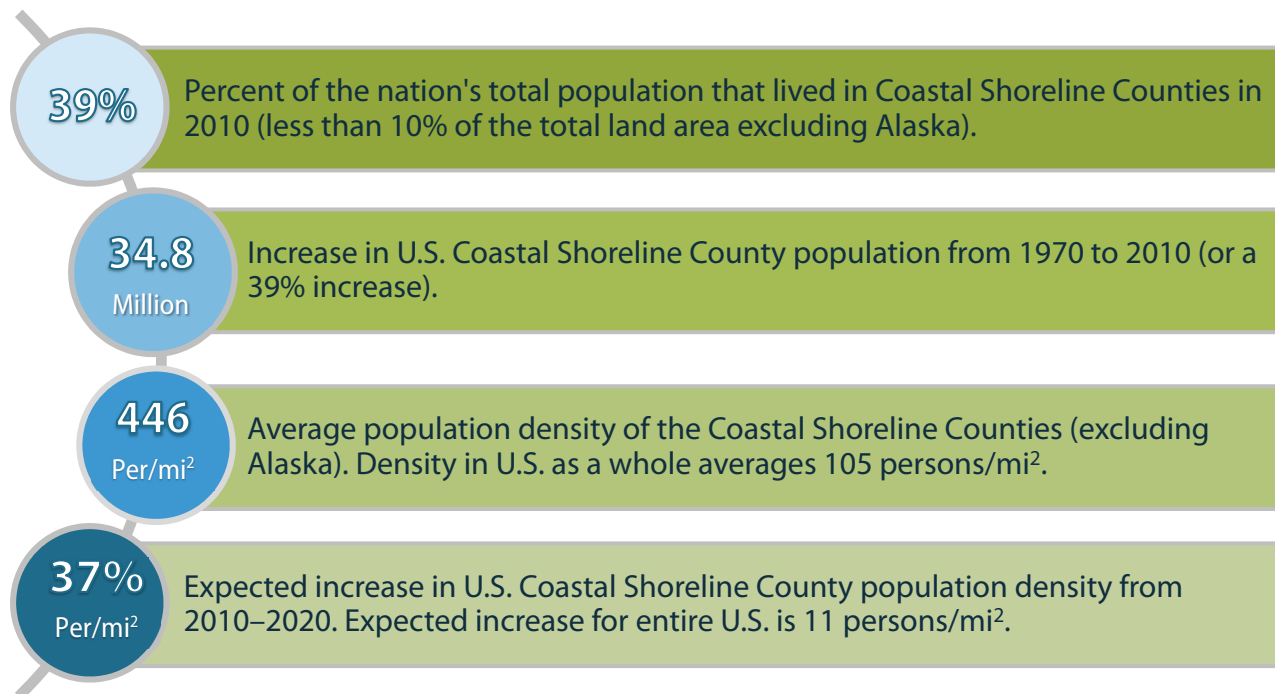 39%
Percent of the nation's total population that lived in Coastal Shoreline Counties in
2010 (less than 10% of the total land area excluding Alaska).
34.8
Million
Increase in U.S. Coastal Shoreline County population from 1970 to 2010 (or a
39% increase).
446
Per/mi²
Average population density of the Coastal Shoreline Counties (excluding
Alaska). Density in U.S. as a whole averages 105 persons/mi².
37%
Per/mi²
Expected increase in U.S. Coastal Shoreline County population density from
2010–2020. Expected increase for entire U.S. is 11 persons/mi².